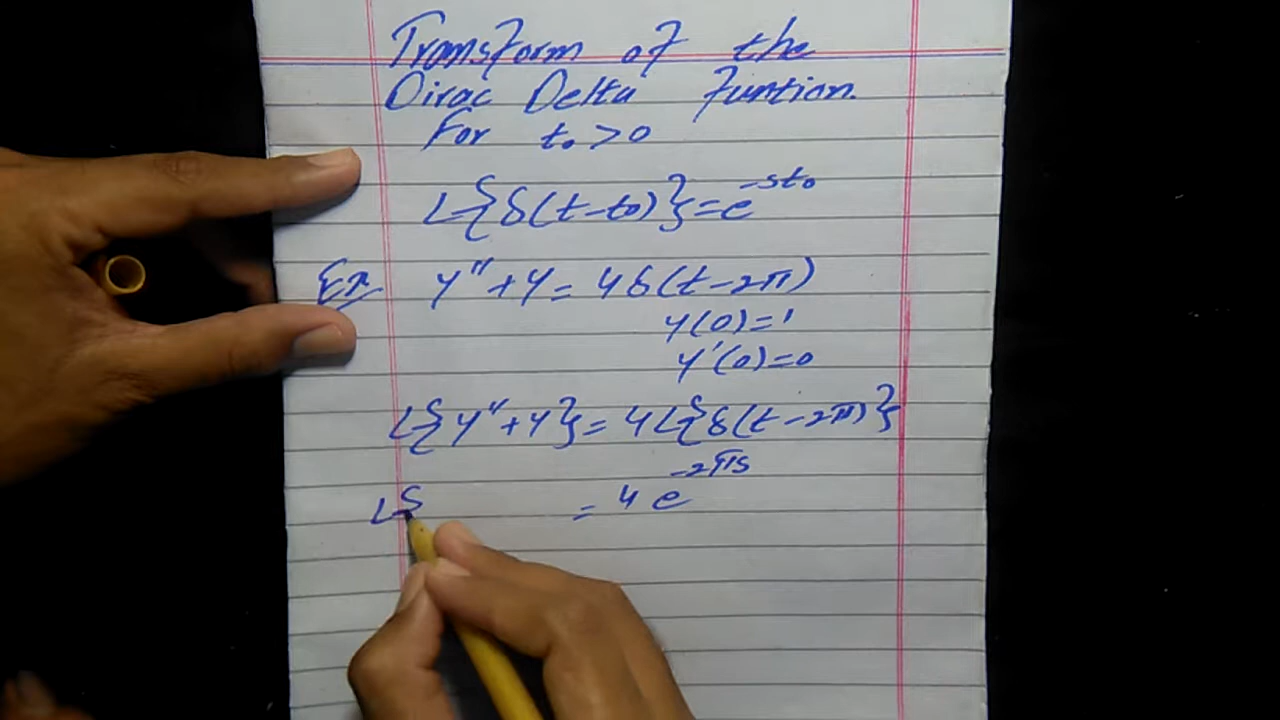 Transform of the
Dirac Delta Funtion.
For t₀ > 0
L{δ(t-t₀)} = e^-st₀
Ex y"+y = 4δ(t-2π)
y(0)=1
y'(0)=0
L{y"+y} = 4L{δ(t-2π)}
L{ = 4e^-2πs